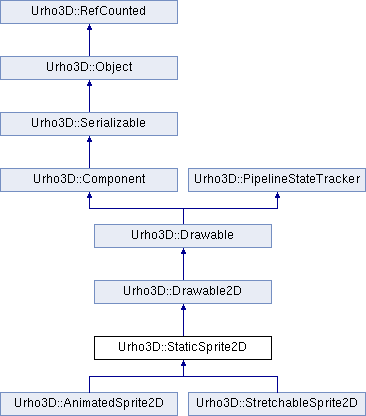 Urho3D::RefCounted
Urho3D::Object
Urho3D::Serializable
Urho3D::Component
Urho3D::PipelineStateTracker
Urho3D::Drawable
Urho3D::Drawable2D
Urho3D::StaticSprite2D
Urho3D::AnimatedSprite2D
Urho3D::StretchableSprite2D